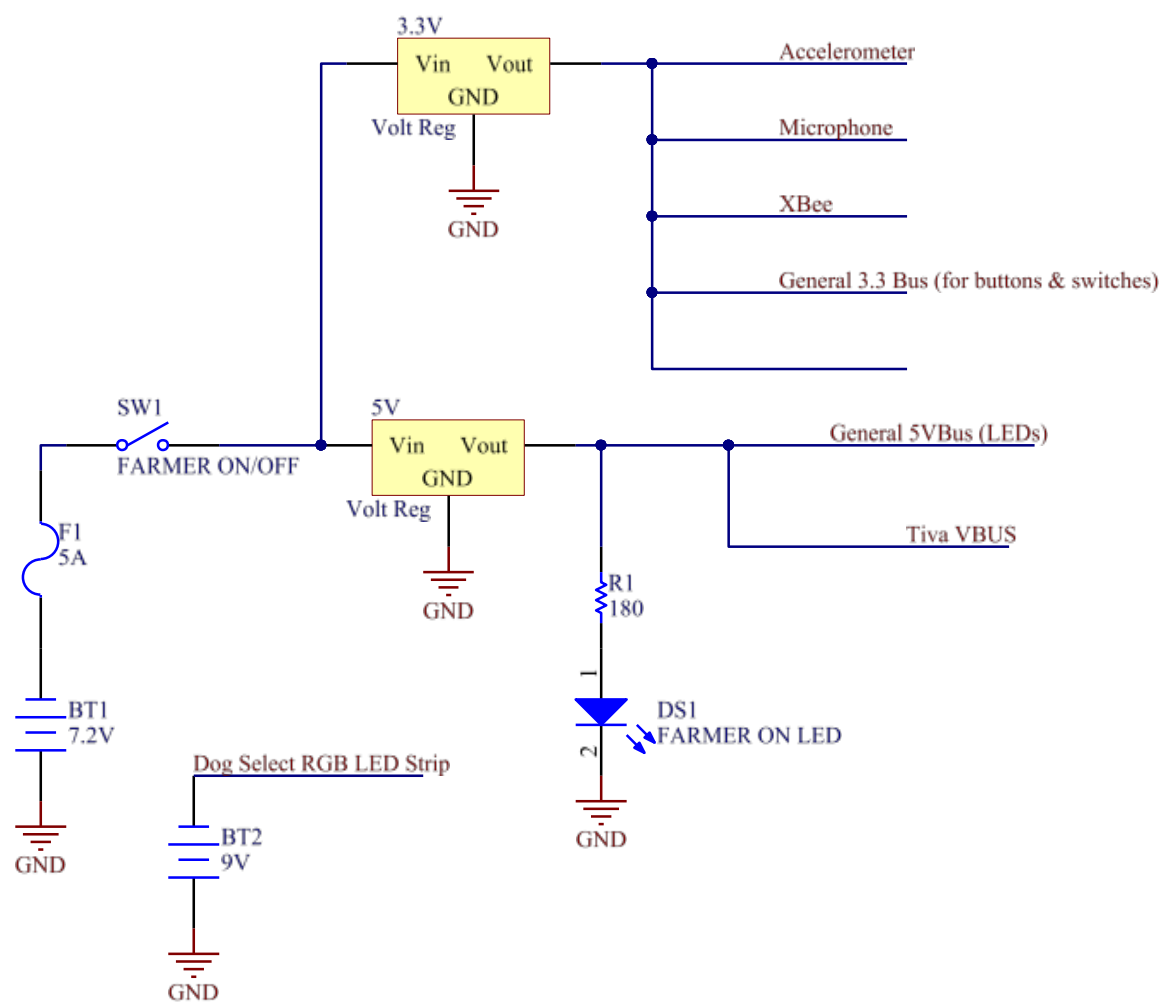 3.3V
Vin Vout
GND
Volt Reg
GND
Accelerometer
Microphone
XBee
General 3.3 Bus (for buttons & switches)
SW1
FARMER ON/OFF
5V
Vin Vout
GND
Volt Reg
GND
General 5VBus (LEDs)
Tiva VBUS
F1
5A
R1
180
1
2
DS1
FARMER ON LED
GND
BT1
7.2V
GND
Dog Select RGB LED Strip
BT2
9V
GND